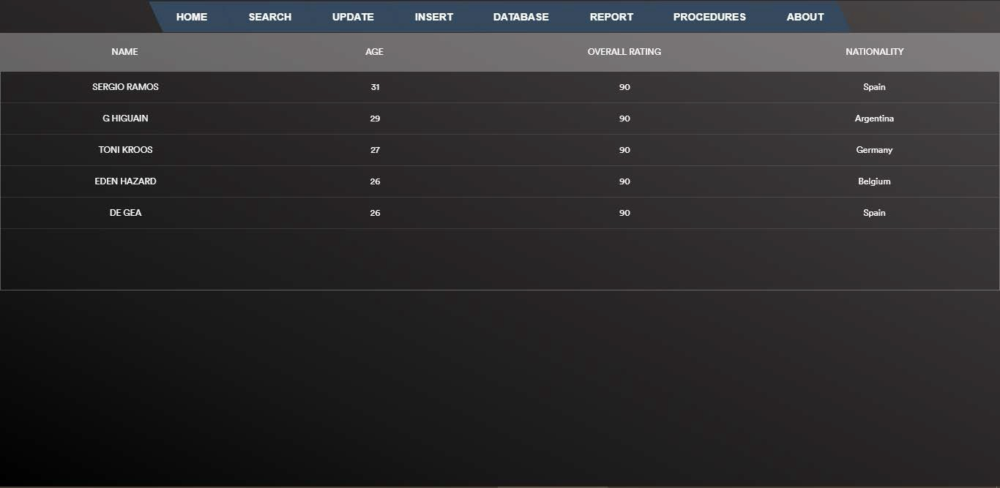 HOME SEARCH UPDATE INSERT DATABASE REPORT PROCEDURES ABOUT
NAME AGE OVERALL RATING NATIONALITY
SERGIO RAMOS 31 90 Spain
G HIGUAIN 29 90 Argentina
TONI KROOS 27 90 Germany
EDEN HAZARD 26 90 Belgium
DE GEA 26 90 Spain